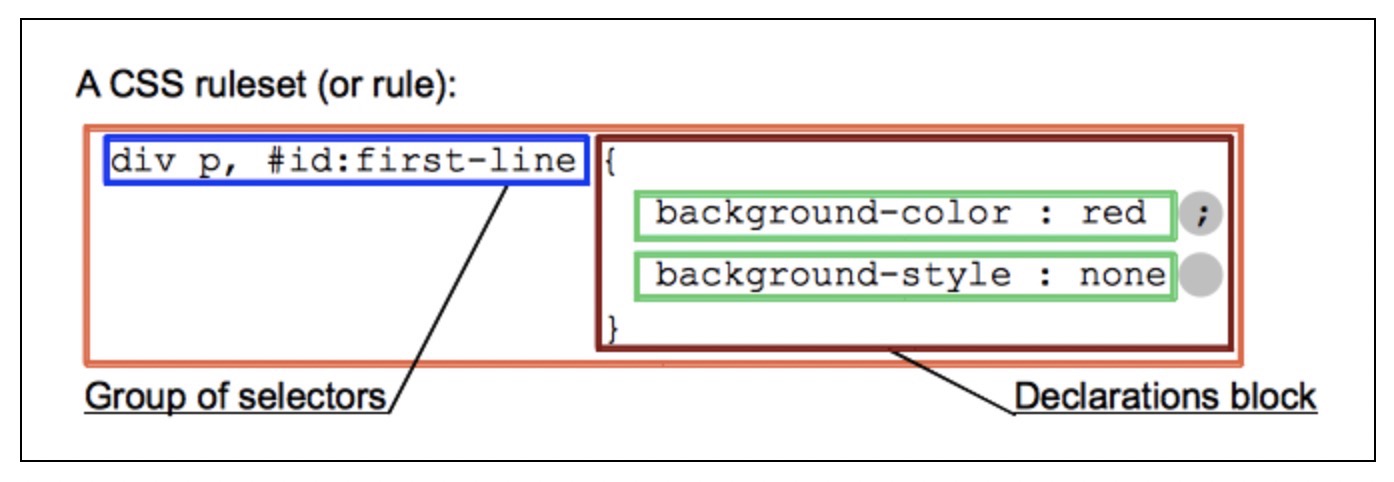 A CSS ruleset (or rule):
div p, #id:first-line {
background-color : red ;
background-style : none
}
Group of selectors
Declarations block